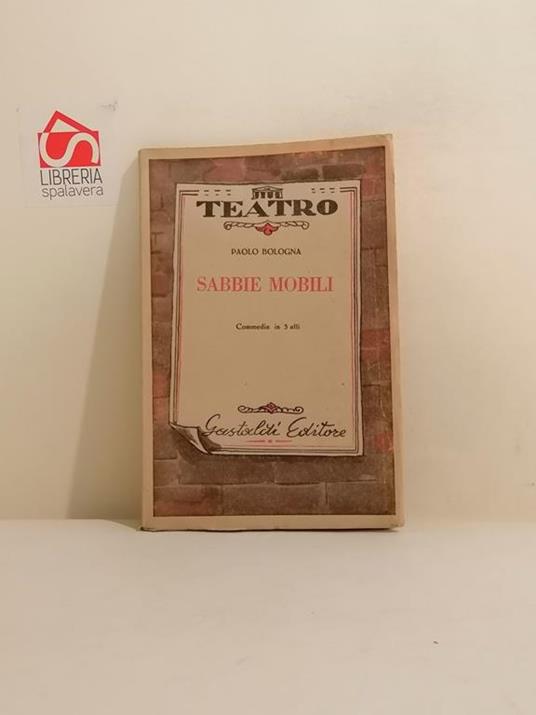 LIBRERIA
spalavera
TEATRO
PAOLO BOLOGNA
SABBIE MOBILI
Commedia in 3 atti
Gastaldi Editore